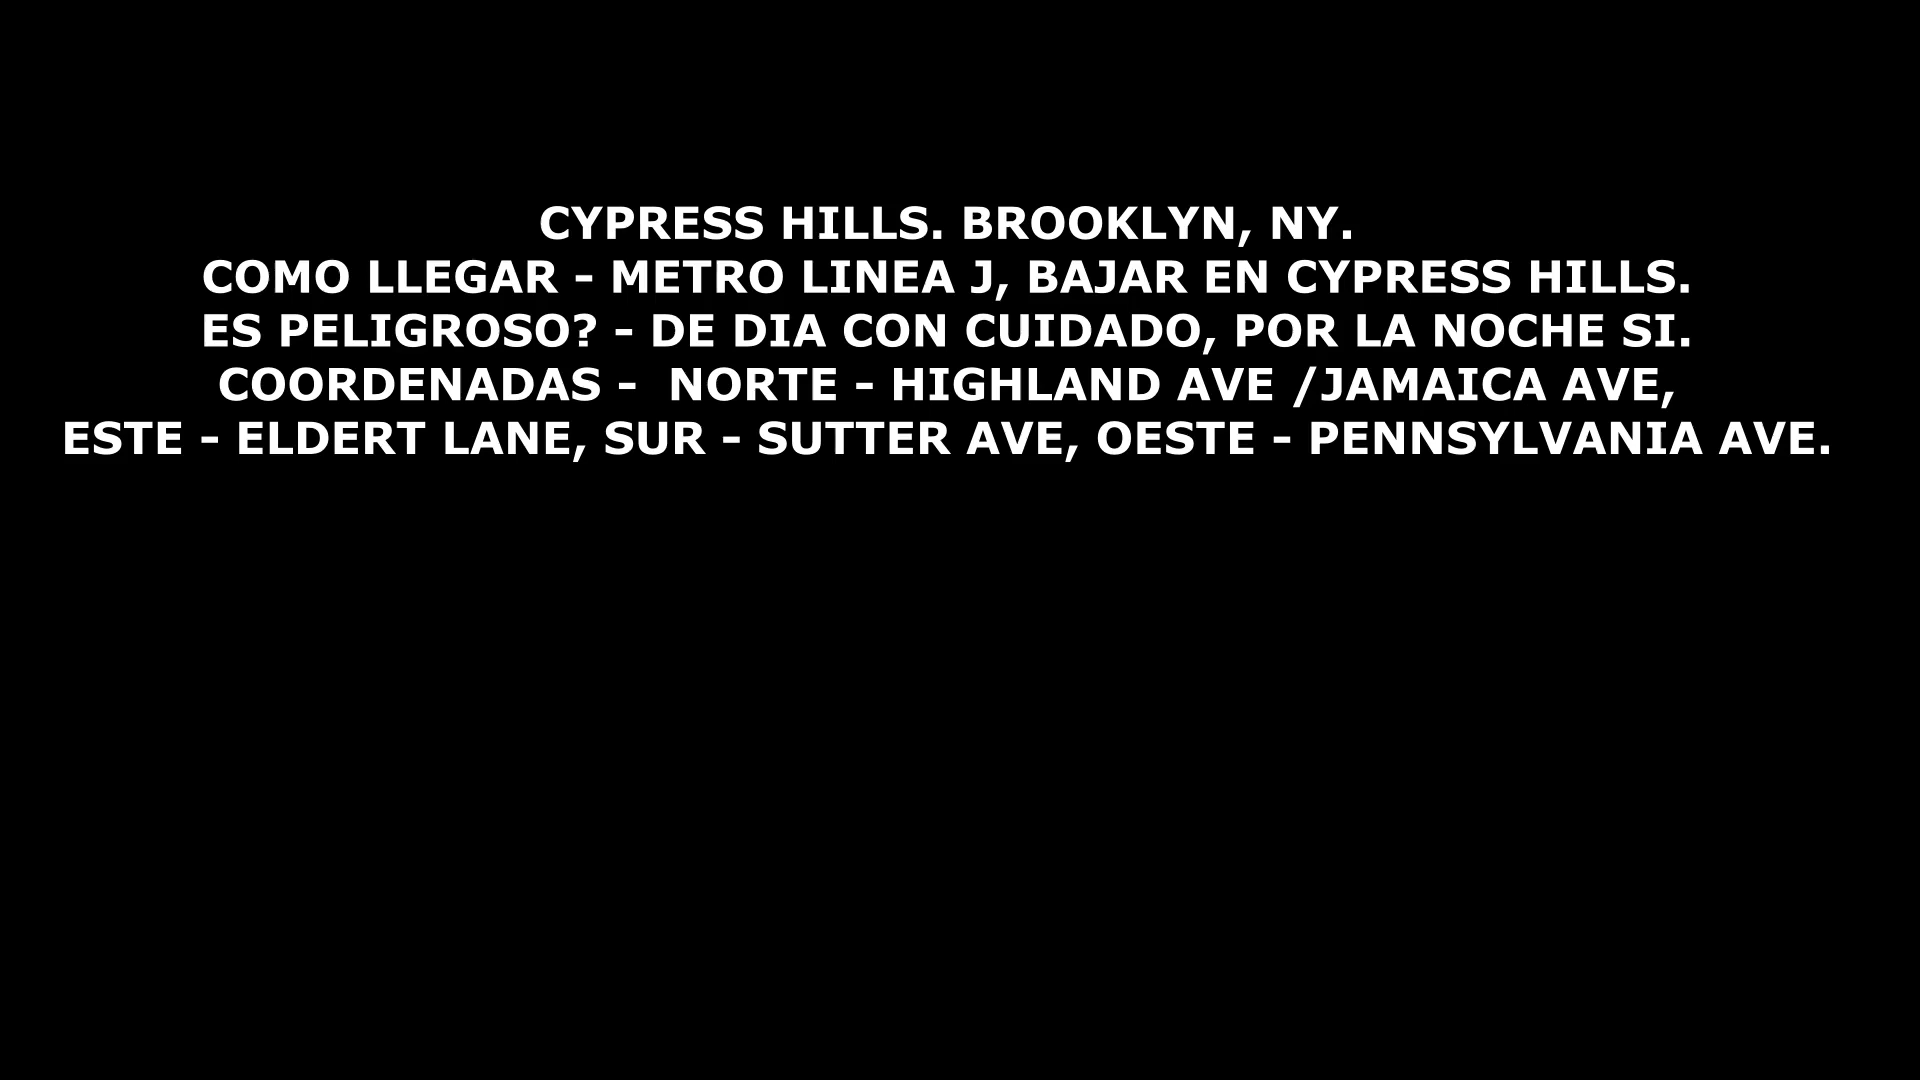 CYPRESS HILLS. BROOKLYN, NY.
COMO LLEGAR – METRO LINEA J, BAJAR EN CYPRESS HILLS.
ES PELIGROSO? – DE DIA CON CUIDADO, POR LA NOCHE SI.
COORDENADAS –  NORTE – HIGHLAND AVE /JAMAICA AVE,
ESTE – ELDERT LANE, SUR – SUTTER AVE, OESTE – PENNSYLVANIA AVE.